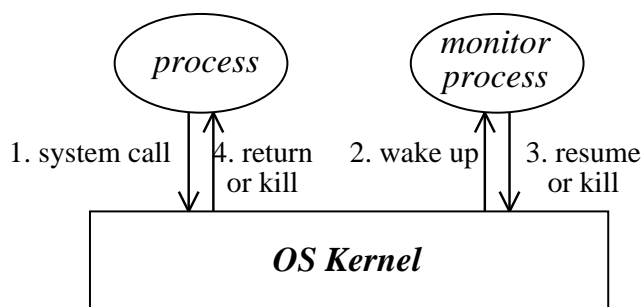 process
monitor
process
1. system call
4. return
or kill
2. wake up
3. resume
or kill
OS Kernel